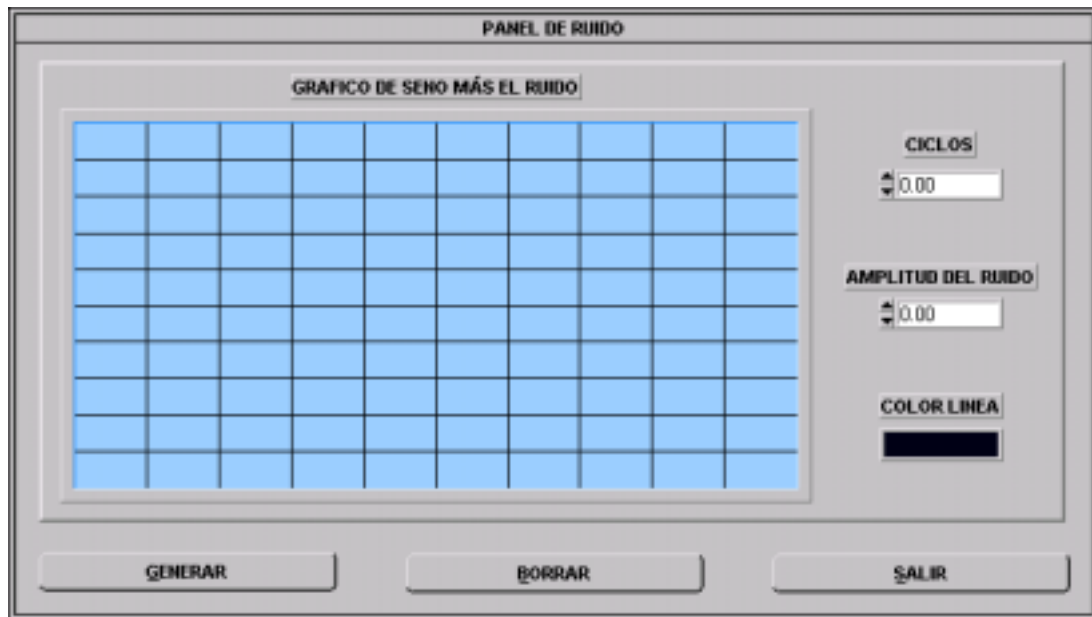 PANEL DE RUIDO
GRAFICO DE SENO MÁS EL RUIDO
CICLOS
0.00
AMPLITUD DEL RUIDO
0.00
COLOR LINEA
GENERAR
BORRAR
SALIR